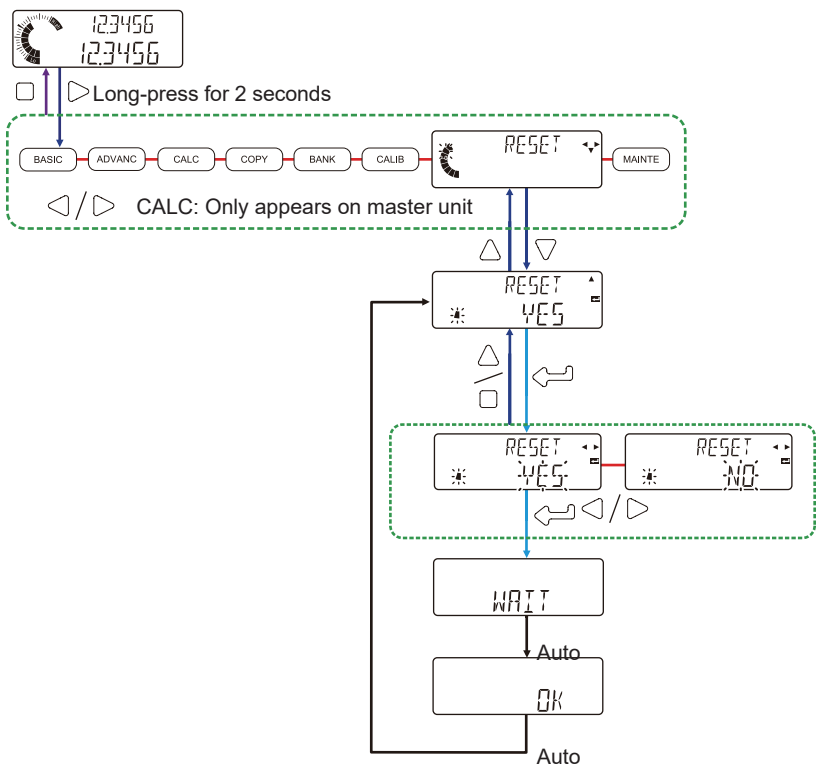 12.3456
12.3456
Long-press for 2 seconds
BASIC ADVANC CALC COPY BANK CALIB RESET MAINTE
/ CALC: Only appears on master unit
RESET
YES
/
RESET RESET
YES NO
/
WAIT
Auto
OK
Auto